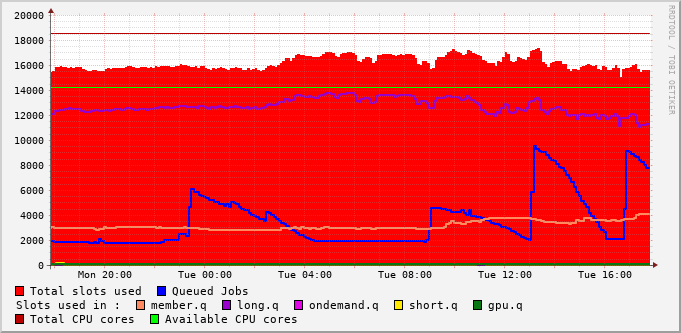 20000
18000
16000
14000
12000
10000
8000
6000
4000
2000
0
Mon 20:00 Tue 00:00 Tue 04:00 Tue 08:00 Tue 12:00 Tue 16:00
Total slots used Queued Jobs
Slots used in : member.q long.q ondemand.q short.q gpu.q
Total CPU cores Available CPU cores
RRDTOOL / TOBI OETIKER